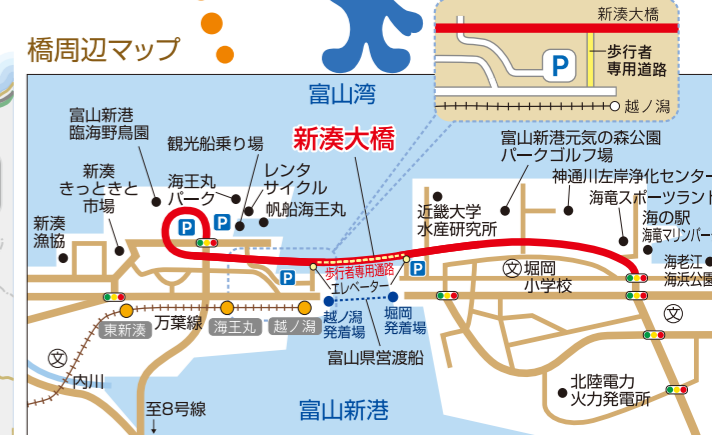 橋周辺マップ
新湊大橋
P
歩行者
専用道路
越ノ潟
富山湾
新湊大橋
富山新港
臨海野鳥園
観光船乗り場
新湊
きっときと
市場
海王丸
パーク
レンタ
サイクル
帆船海王丸
新湊
漁協
P
P
P
歩行者専用通路
エレベーター
P
近畿大学
水産研究所
富山新港元気の森公園
パークゴルフ場
神通川左岸浄化センター
海竜スポーツランド
海の駅
海竜マリンパー
海老江
海浜公園
文堀岡
小学校
文
東新湊
万葉線
海王丸
越ノ潟
越ノ潟
発着場
堀岡
発着場
富山県営渡船
文
内川
至8号線
富山新港
北陸電力
火力発電所